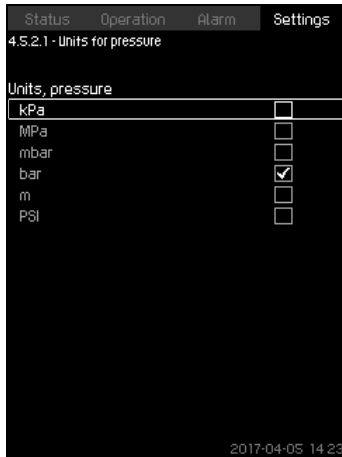 Status Operation Alarm Settings
4.5.2.1 - Units for pressure
Units, pressure
kPa
MPa
mbar
bar
m
PSI
2017-04-05 14:23